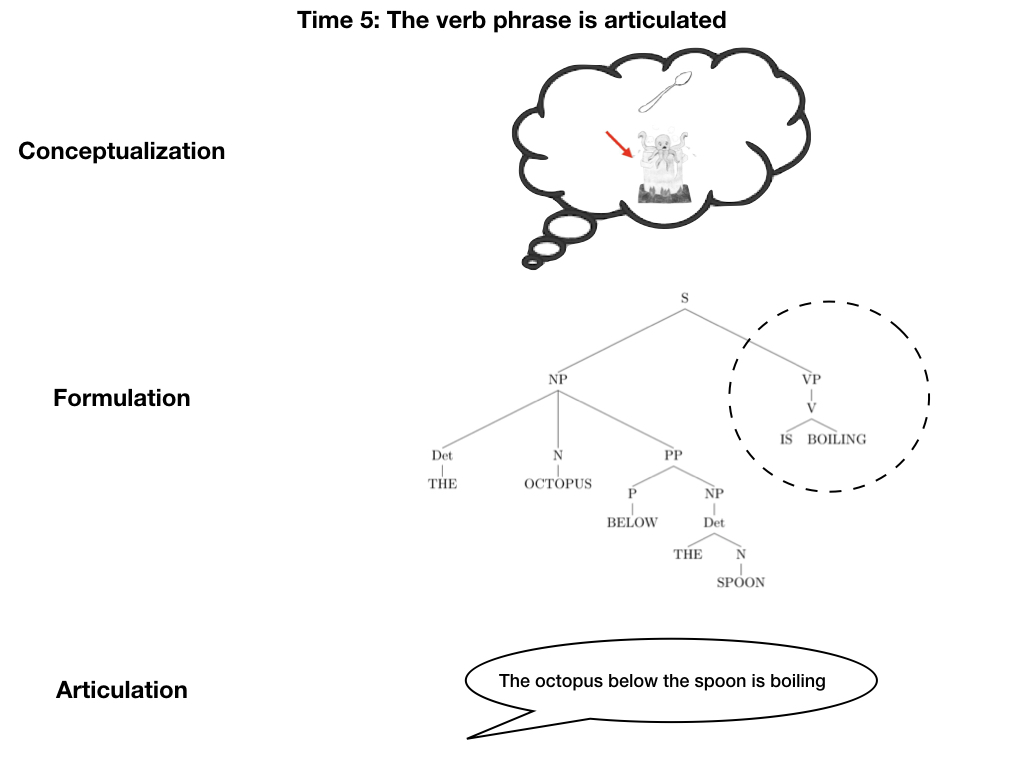 Time 5: The verb phrase is articulated
Conceptualization
Formulation
S
NP
VP
V
IS BOILING
Det
N
PP
THE
OCTOPUS
P
NP
BELOW
Det
THE
N
SPOON
Articulation
The octopus below the spoon is boiling